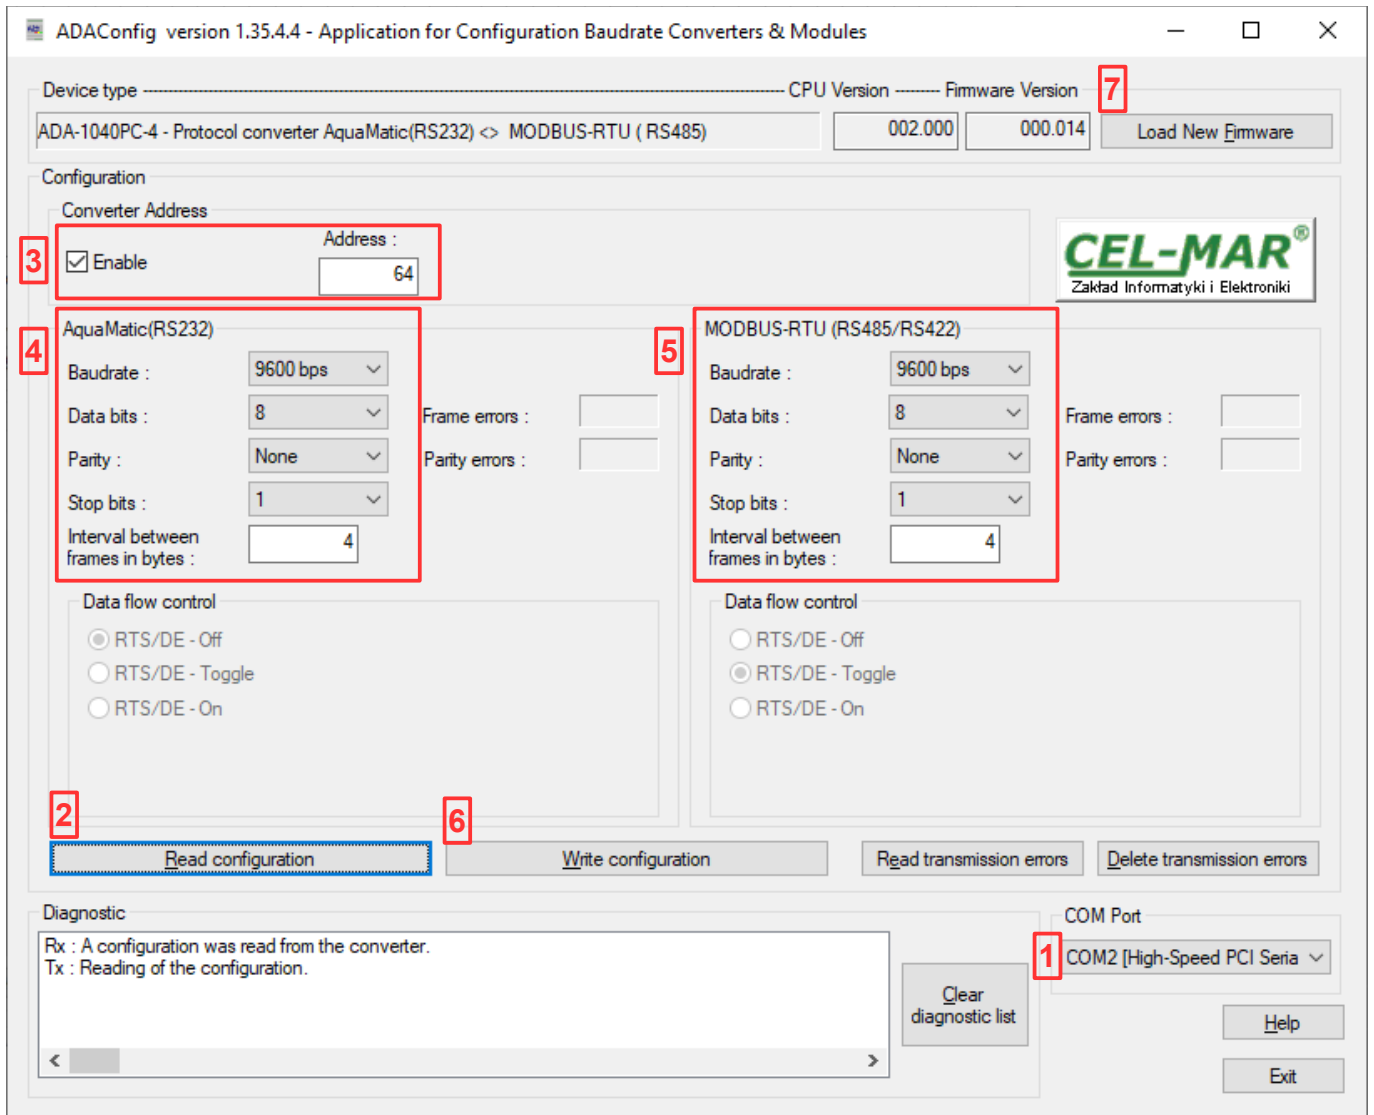 ADAConfig version 1.35.4.4 - Application for Configuration Baudrate Converters & Modules
Device type CPU Version Firmware Version 7
ADA-1040PC-4 - Protocol converter AquaMatic(RS232) <> MODBUS-RTU ( RS485) 002.000 000.014 Load New Firmware
Configuration
Converter Address
3 Enable Address : 64
CEL-MAR®
Zakład Informatyki i Elektroniki
4 AquaMatic(RS232)
Baudrate : 9600 bps
Data bits : 8 Frame errors :
Parity : None Parity errors :
Stop bits : 1
Interval between
frames in bytes : 4
Data flow control
RTS/DE - Off
RTS/DE - Toggle
RTS/DE - On
5 MODBUS-RTU (RS485/RS422)
Baudrate : 9600 bps
Data bits : 8 Frame errors :
Parity : None Parity errors :
Stop bits : 1
Interval between
frames in bytes : 4
Data flow control
RTS/DE - Off
RTS/DE - Toggle
RTS/DE - On
2 6
Read configuration Write configuration Read transmission errors Delete transmission errors
Diagnostic
Rx : A configuration was read from the converter.
Tx : Reading of the configuration.
Clear
diagnostic list
COM Port
1 COM2 [High-Speed PCI Seria
Help
Exit